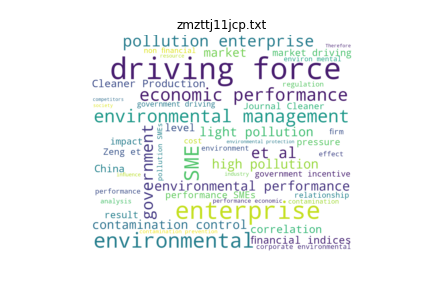 zmzttj11jcp.txt
pollution enterprise
Therefore
non financial
market
market driving
environ mental
driving force
Cleaner Production
regulation
economic performance
competitors
government driving
Journal Cleaner
environmental management
impact
level
light pollution
firm
Zeng et
pollution SMEs
cost
environment
environmental protection
pressure
government
SME
et al
effect
China
high pollution
industry
government incentive
influence
environmental performance
performance
performance SMEs
relationship
analysis
enterprise
performance economic
contamination
result
contamination control
correlation
environmental
financial indices
corporate environmental